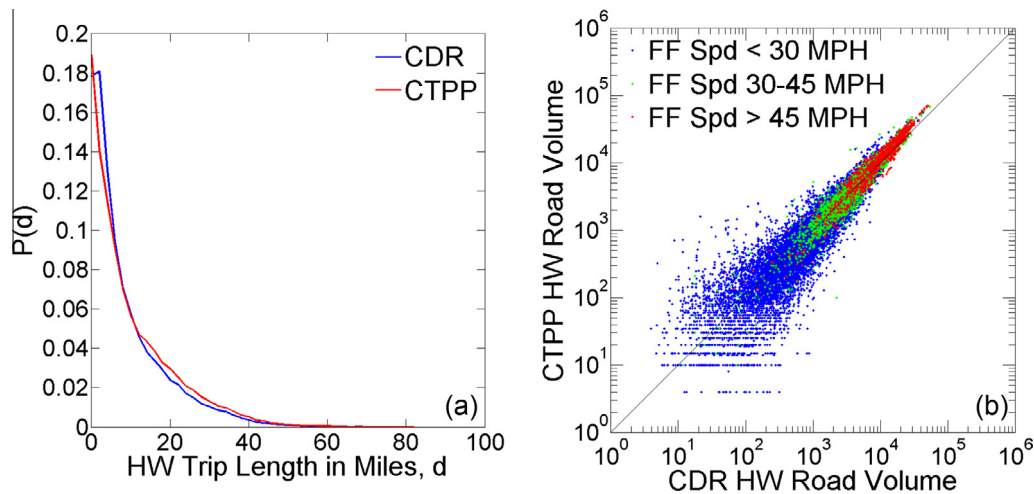 0.2
0.18
0.16
0.14
0.12
0.1
0.08
0.06
0.04
0.02
0
P(d)
CDR
CTPP
(a)
0 20 40 60 80 100
HW Trip Length in Miles, d
10^6
10^5
10^4
10^3
10^2
10^1
10^0
CTPP HW Road Volume
FF Spd < 30 MPH
FF Spd 30-45 MPH
FF Spd > 45 MPH
(b)
10^0 10^1 10^2 10^3 10^4 10^5 10^6
CDR HW Road Volume